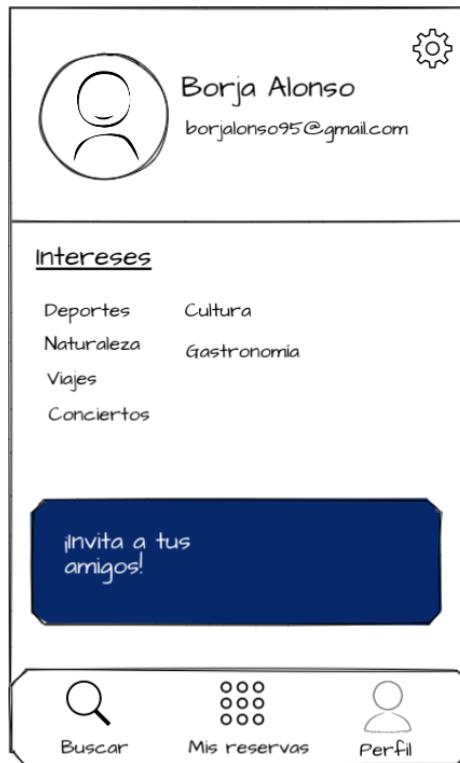 Borja Alonso
borjalonso95@gmail.com
Intereses
Deportes
Cultura
Naturaleza
Gastronomía
Viajes
Conciertos
¡Invita a tus
amigos!
Buscar
Mis reservas
Perfil